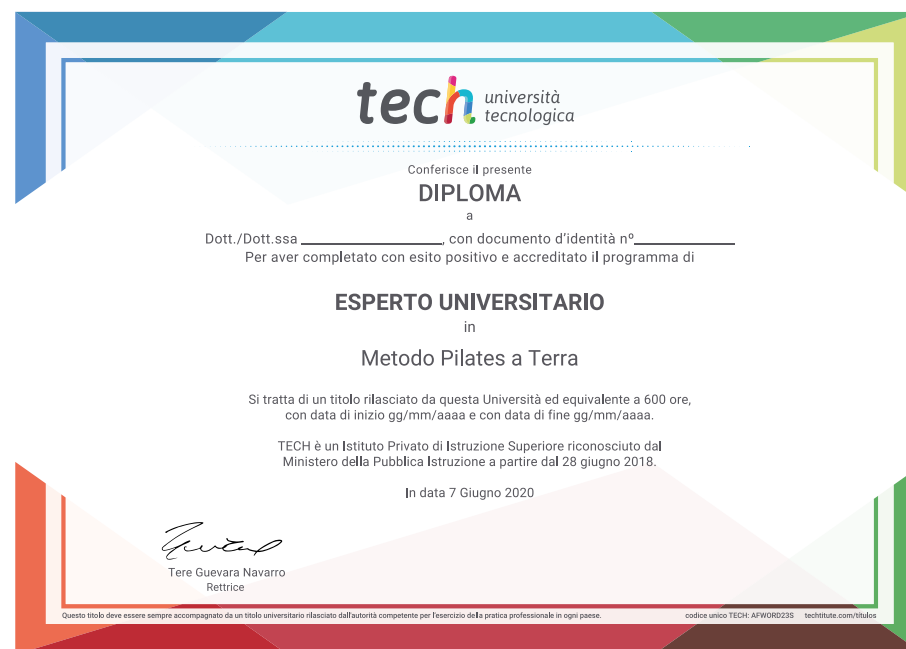 tech università
tecnologica
Conferisce il presente
DIPLOMA
a
Dott./Dott.ssa ____________________, con documento d'identità nº______________
Per aver completato con esito positivo e accreditato il programma di
ESPERTO UNIVERSITARIO
in
Metodo Pilates a Terra
Si tratta di un titolo rilasciato da questa Università ed equivalente a 600 ore,
con data di inizio gg/mm/aaaa e con data di fine gg/mm/aaaa.
TECH è un Istituto Privato di Istruzione Superiore riconosciuto dal
Ministero della Pubblica Istruzione a partire dal 28 giugno 2018.
In data 7 Giugno 2020
Tere Guevara Navarro
Rettrice
Questo titolo deve essere sempre accompagnato da un titolo universitario rilasciato dall'autorità competente per l'esercizio della pratica professionale in ogni paese. codice unico TECH: AFWORD23S techtitute.com/titulos